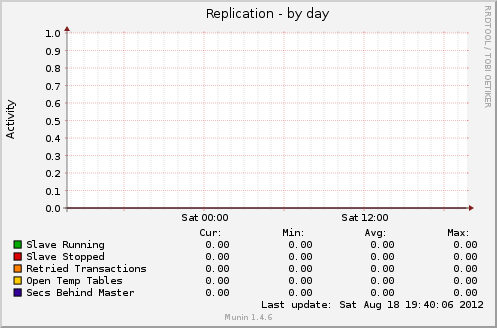 Replication - by day
RRDTOOL / TOBI OETIKER
Activity
1.0
0.9
0.8
0.7
0.6
0.5
0.4
0.3
0.2
0.1
0.0
Sat 00:00 Sat 12:00
Cur: Min: Avg: Max:
Slave Running 0.00 0.00 0.00 0.00
Slave Stopped 0.00 0.00 0.00 0.00
Retried Transactions 0.00 0.00 0.00 0.00
Open Temp Tables 0.00 0.00 0.00 0.00
Secs Behind Master 0.00 0.00 0.00 0.00
Last update: Sat Aug 18 19:40:06 2012
Munin 1.4.6